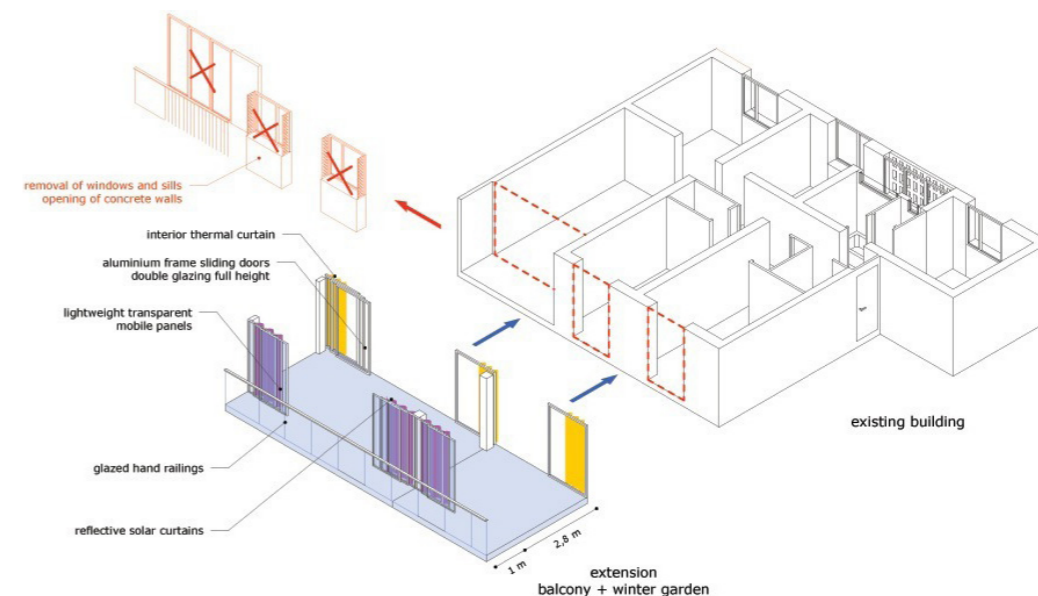 removal of windows and sills
opening of concrete walls
interior thermal curtain
aluminium frame sliding doors
double glazing full height
lightweight transparent
mobile panels
glazed hand railings
reflective solar curtains
1 m
2,8 m
extension
balcony + winter garden
existing building